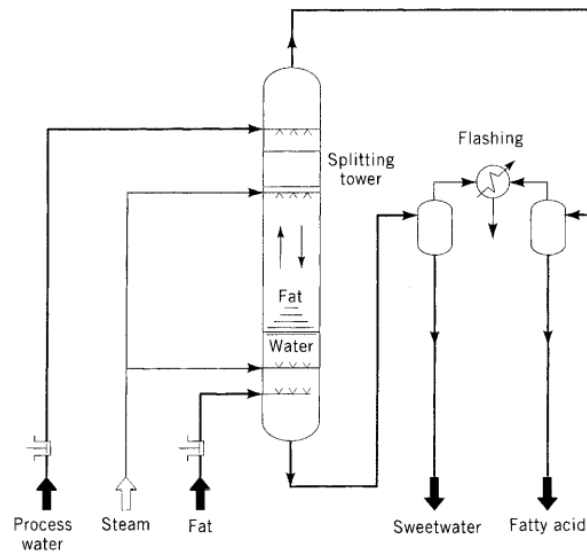 Flashing
Splitting
tower
Fat
Water
Process
water
Steam
Fat
Sweetwater
Fatty acid